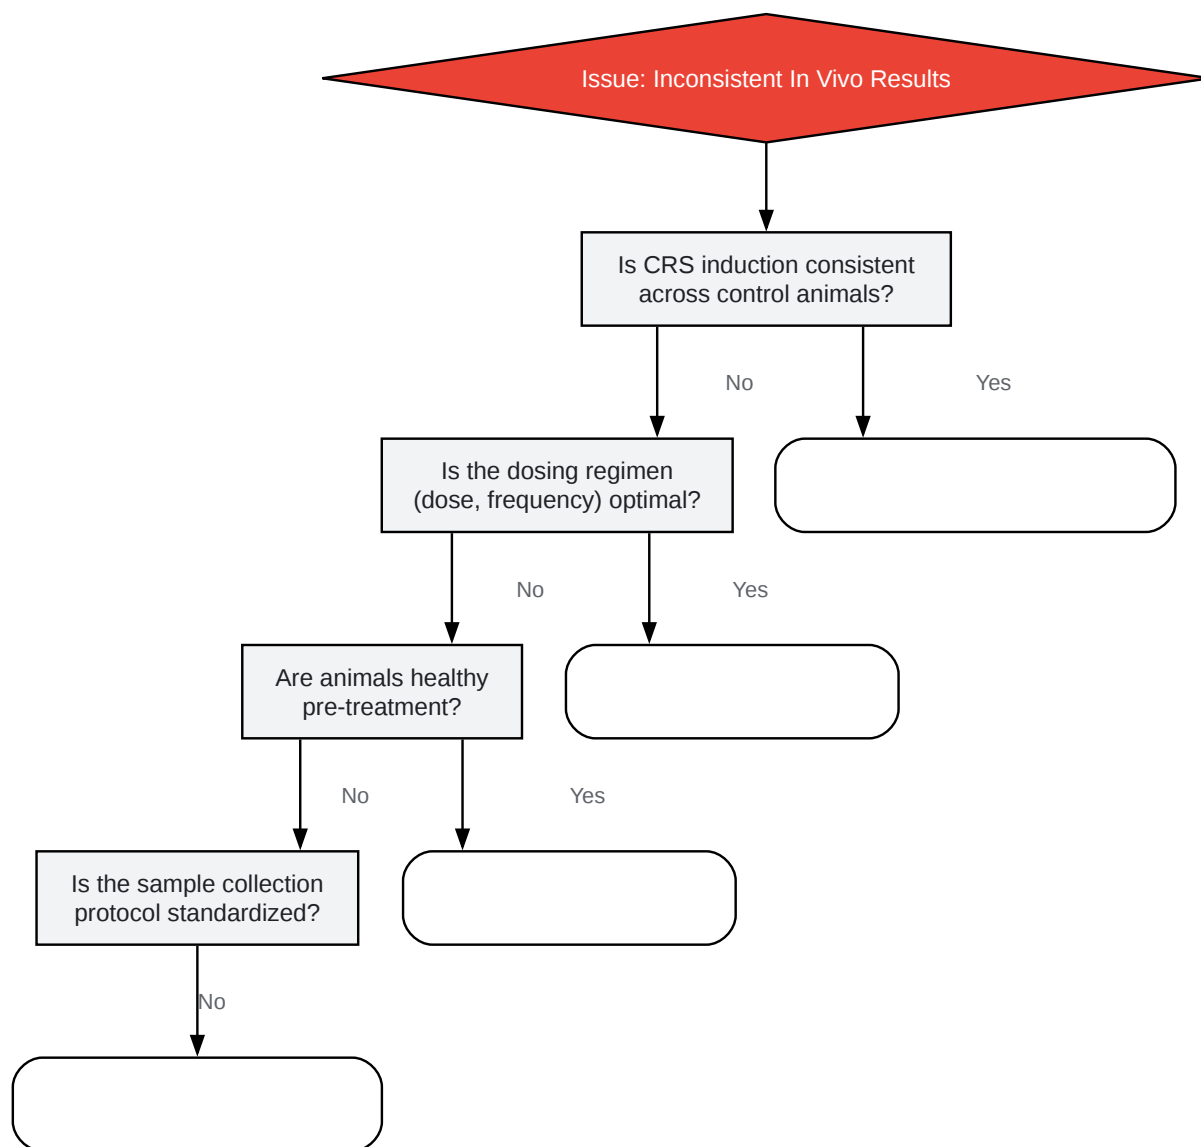 Issue: Inconsistent In Vivo Results
Is CRS induction consistent
across control animals?
No
Yes
Is the dosing regimen
(dose, frequency) optimal?
No
Yes
Are animals healthy
pre-treatment?
No
Yes
Is the sample collection
protocol standardized?
No